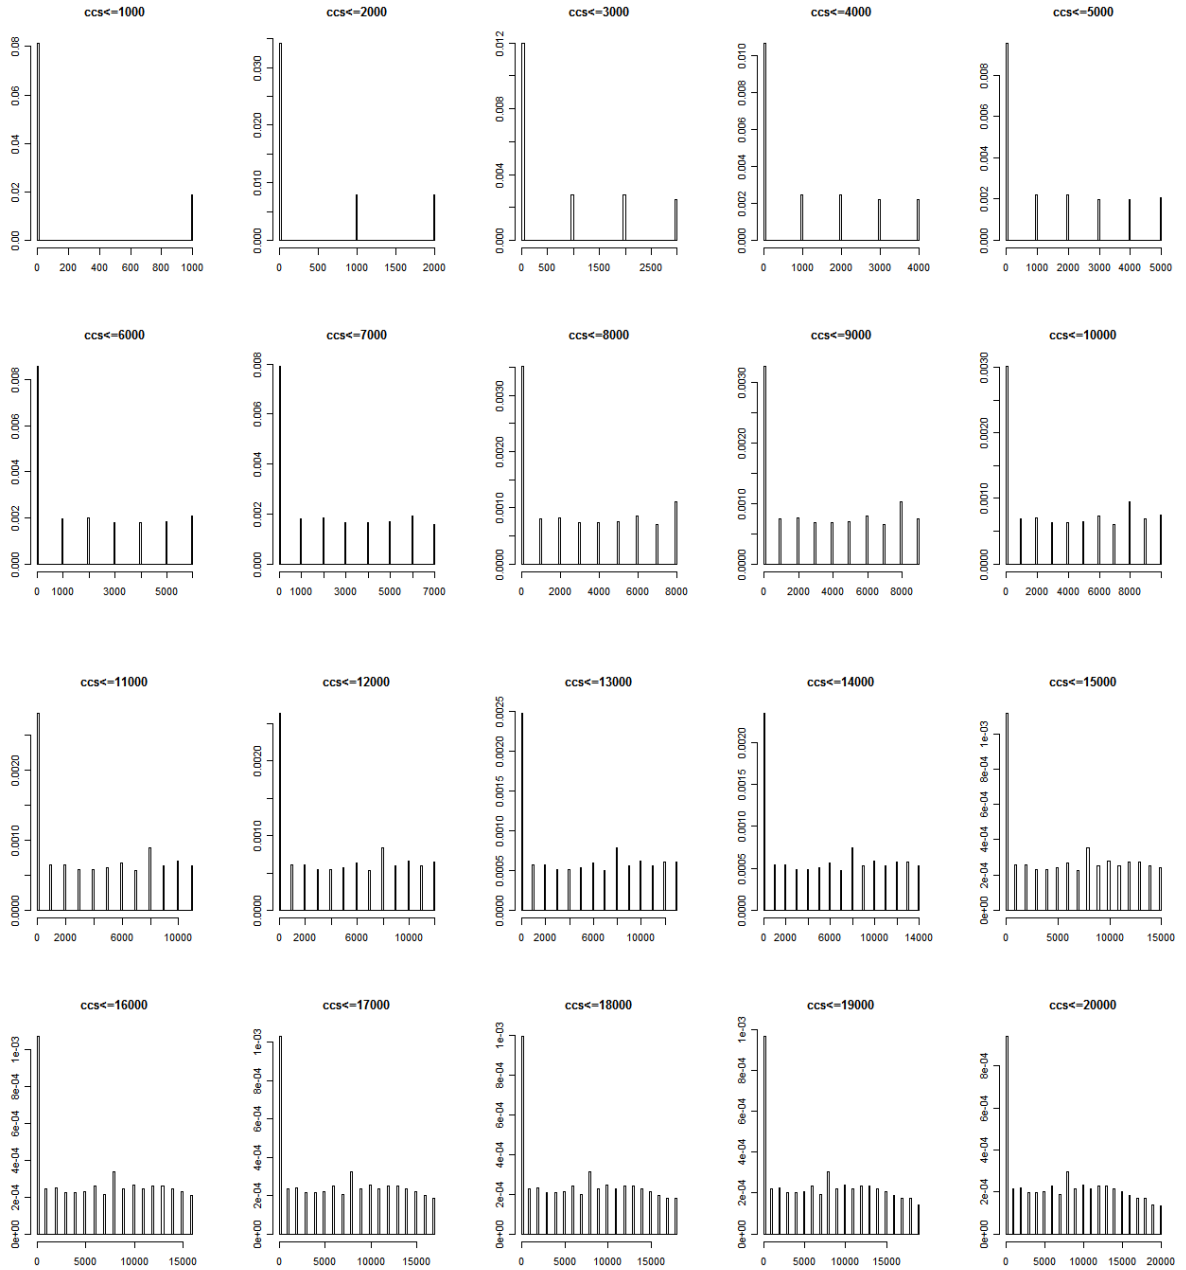 ccs<=1000 ccs<=2000 ccs<=3000 ccs<=4000 ccs<=5000
0.00 0.02 0.04 0.06 0.08
0 200 400 600 800 1000
0.000 0.010 0.020 0.030
0 500 1000 1500 2000
0.000 0.004 0.008 0.012
0 500 1500 2500
0.000 0.002 0.004 0.006 0.008 0.010
0 1000 2000 3000 4000
0.000 0.002 0.004 0.006 0.008
0 1000 2000 3000 4000 5000
ccs<=6000 ccs<=7000 ccs<=8000 ccs<=9000 ccs<=10000
0.000 0.002 0.004 0.006 0.008
0 1000 3000 5000
0.000 0.002 0.004 0.006 0.008
0 1000 3000 5000 7000
0.0000 0.0010 0.0020 0.0030
0 2000 4000 6000 8000
0.0000 0.0010 0.0020 0.0030
0 2000 4000 6000 8000
0.0000 0.0010 0.0020 0.0030
0 2000 4000 6000 8000
ccs<=11000 ccs<=12000 ccs<=13000 ccs<=14000 ccs<=15000
0.0000 0.0010 0.0020
0 2000 6000 10000
0.0000 0.0010 0.0020
0 2000 6000 10000
0.0000 0.0005 0.0010 0.0015 0.0020 0.0025
0 2000 6000 10000
0.0000 0.0005 0.0010 0.0015 0.0020
0 2000 6000 10000 14000
0e+00 2e-04 4e-04 6e-04 8e-04 1e-03
0 5000 10000 15000
ccs<=16000 ccs<=17000 ccs<=18000 ccs<=19000 ccs<=20000
0e+00 2e-04 4e-04 6e-04 8e-04 1e-03
0 5000 10000 15000
0e+00 2e-04 4e-04 6e-04 8e-04 1e-03
0 5000 10000 15000
0e+00 2e-04 4e-04 6e-04 8e-04 1e-03
0 5000 10000 15000
0e+00 2e-04 4e-04 6e-04 8e-04 1e-03
0 5000 10000 15000
0e+00 2e-04 4e-04 6e-04 8e-04
0 5000 10000 15000 20000